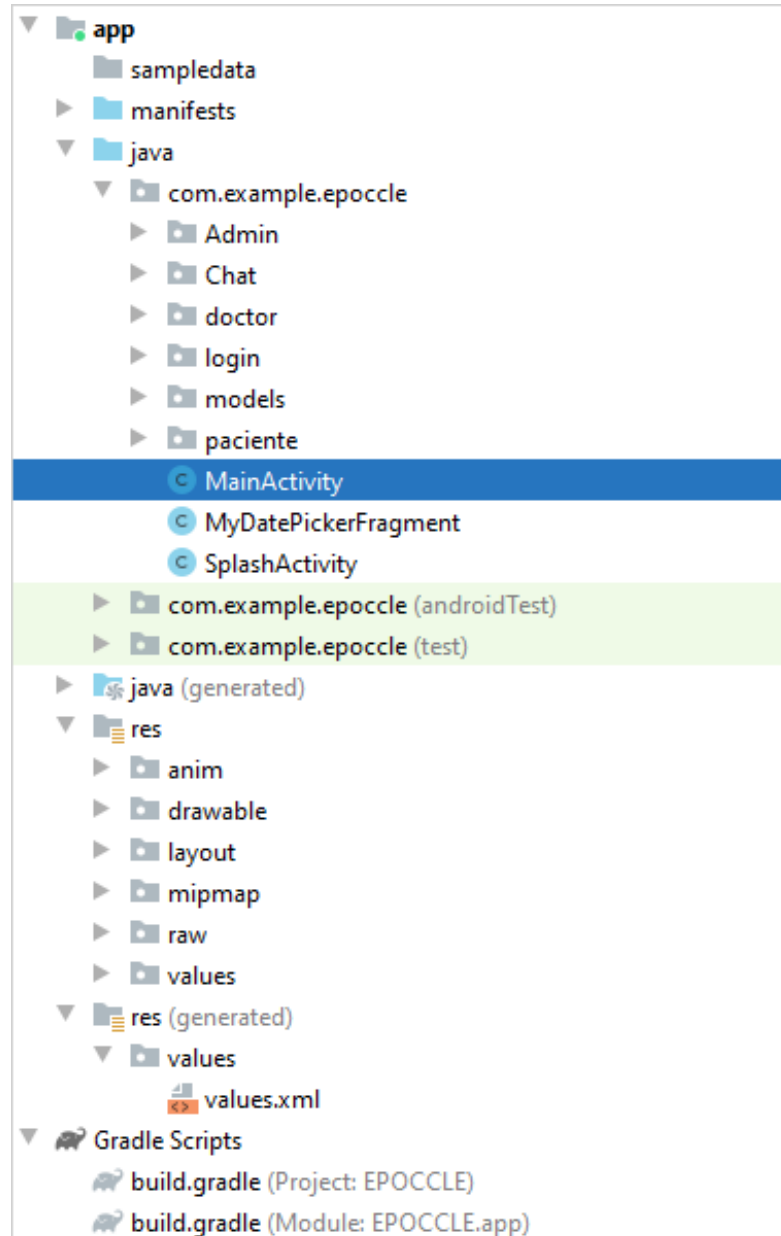 app
sampledata
manifests
java
com.example.epoccle
Admin
Chat
doctor
login
models
paciente
MainActivity
MyDatePickerFragment
SplashActivity
com.example.epoccle (androidTest)
com.example.epoccle (test)
java (generated)
res
anim
drawable
layout
mipmap
raw
values
res (generated)
values
values.xml
Gradle Scripts
build.gradle (Project: EPOCCLE)
build.gradle (Module: EPOCCLE.app)